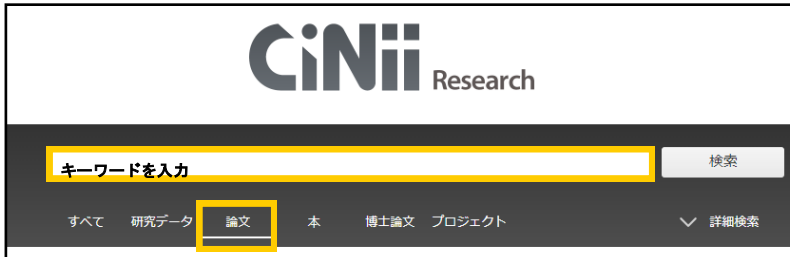 CiNii Research
キーワードを入力 検索
すべて 研究データ 論文 本 博士論文 プロジェクト 詳細検索